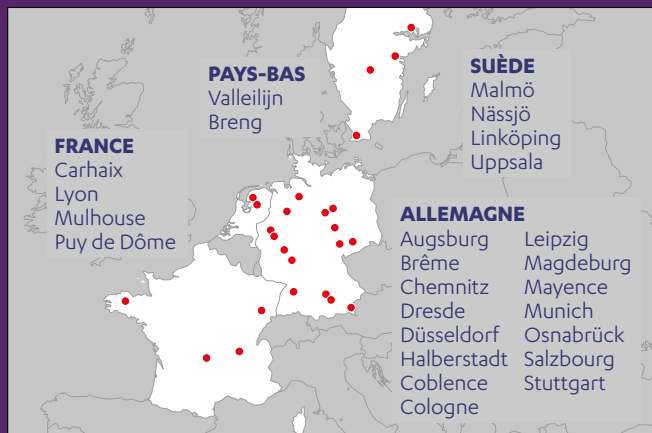 PAYS-BAS
Valleilijn
Breng
SUÈDE
Malmö
Nässjö
Linköping
Uppsala
FRANCE
Carhaix
Lyon
Mulhouse
Puy de Dôme
ALLEMAGNE
Augsburg
Brême
Chemnitz
Dresde
Düsseldorf
Halberstadt
Coblence
Cologne
Leipzig
Magdeburg
Mayence
Munich
Osnabrück
Salzbourg
Stuttgart